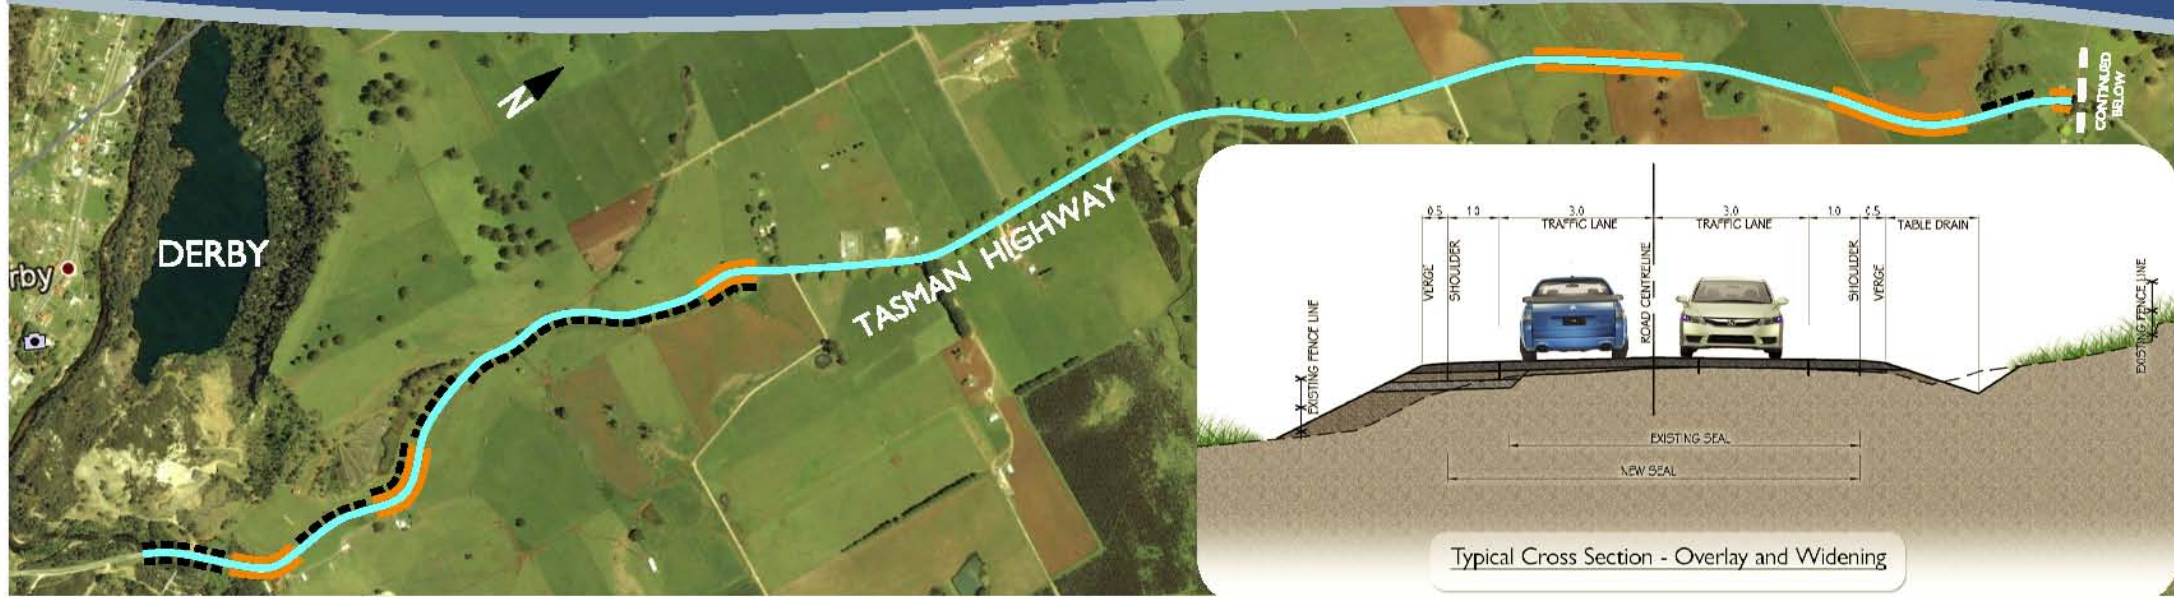 N
CONTINUED
BELOW
DERBY
rby
TASMAN HIGHWAY
0.5
1.0
3.0
3.0
1.0
0.5
TRAFFIC LANE
TRAFFIC LANE
TABLE DRAIN
VERGE
SHOULDER
ROAD CENTRELINE
SHOULDER
VERGE
EXISTING FENCE LINE
EXISTING FENCE LINE
EXISTING SEAL
NEW SEAL
Typical Cross Section - Overlay and Widening